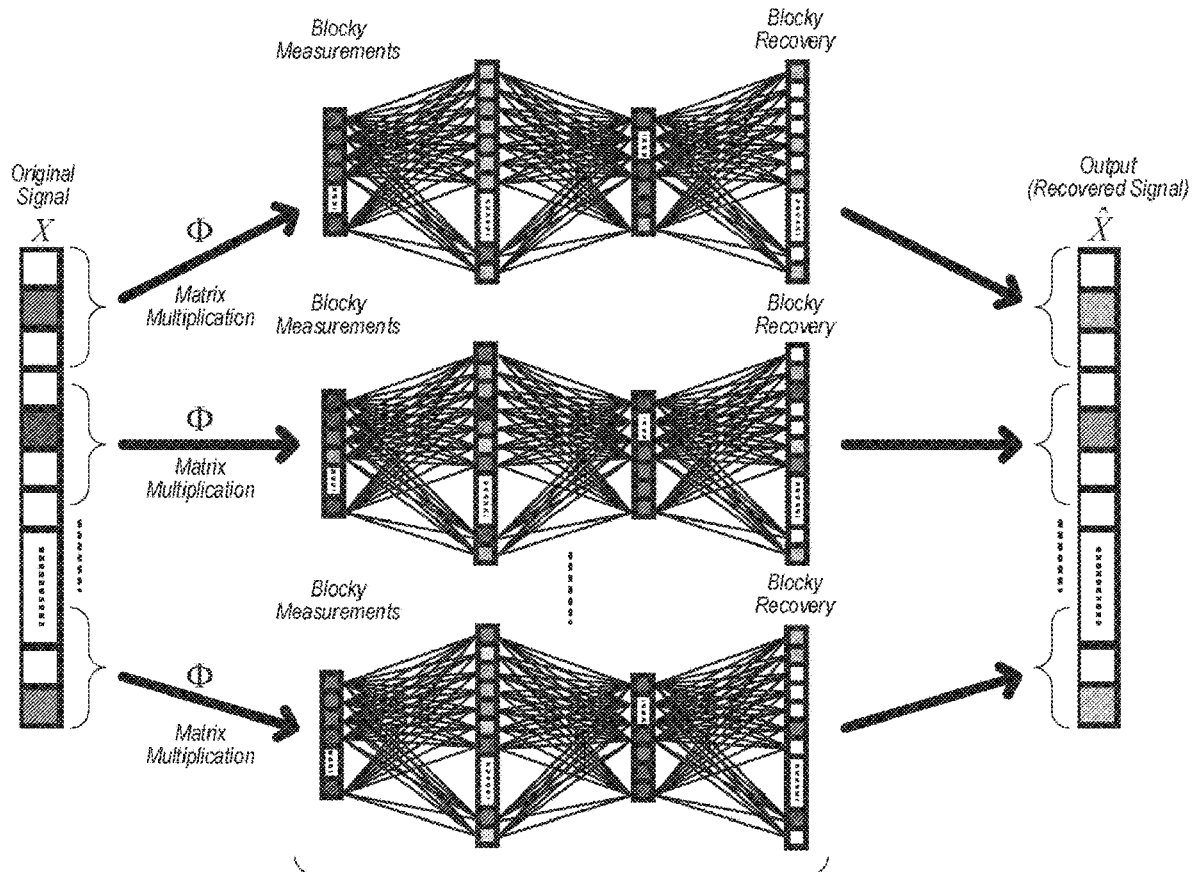 Blocky
Measurements
Blocky
Recovery
Original
Signal
X
Φ
Matrix
Multiplication
Output
(Recovered Signal)
X̂
Blocky
Measurements
Blocky
Recovery
Φ
Matrix
Multiplication
Blocky
Measurements
Blocky
Recovery
Φ
Matrix
Multiplication